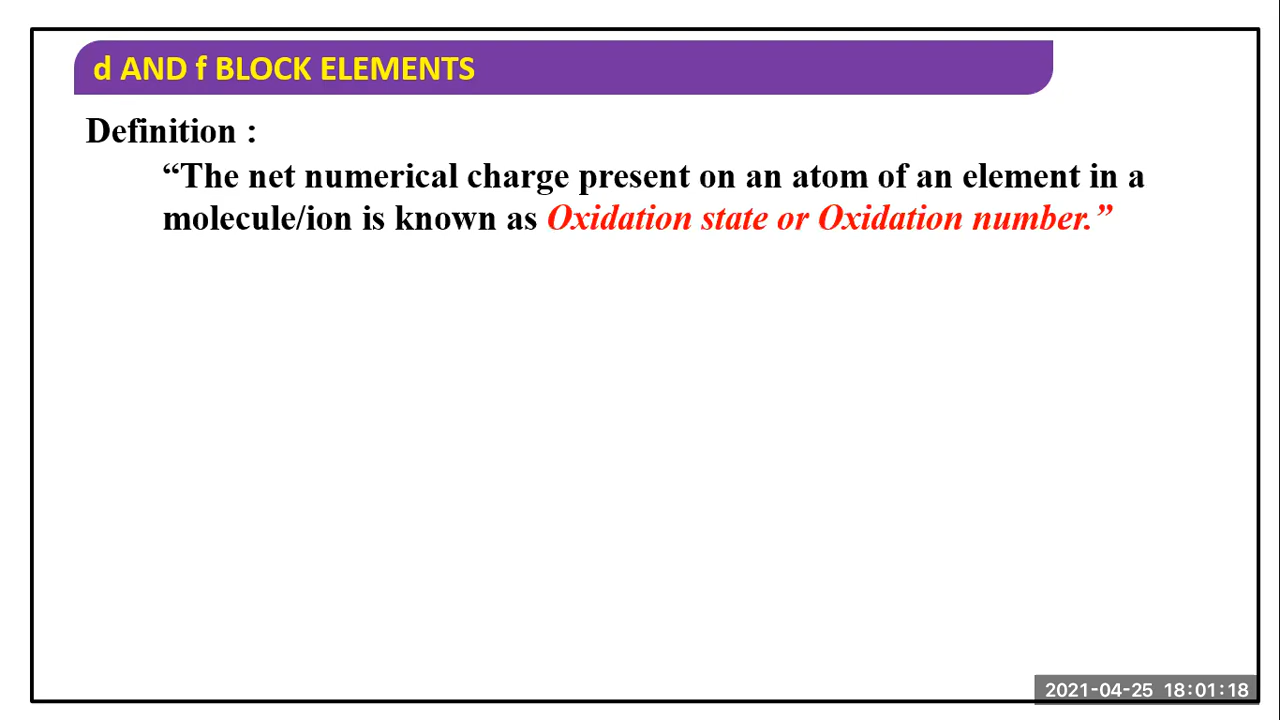 d AND f BLOCK ELEMENTS
Definition :
“The net numerical charge present on an atom of an element in a
molecule/ion is known as Oxidation state or Oxidation number.”
2021-04-25 18:01:18